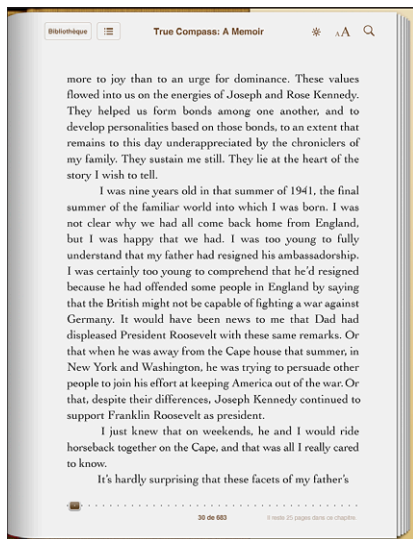 Bibliothèque
True Compass: A Memoir
AA
more to joy than to an urge for dominance. These values
flowed into us on the energies of Joseph and Rose Kennedy.
They helped us form bonds among one another, and to
develop personalities based on those bonds, to an extent that
remains to this day underappreciated by the chroniclers of
my family. They sustain me still. They lie at the heart of the
story I wish to tell.
I was nine years old in that summer of 1941, the final
summer of the familiar world into which I was born. I was
not clear why we had all come back home from England,
but I was happy that we had. I was too young to fully
understand that my father had resigned his ambassadorship.
I was certainly too young to comprehend that he'd resigned
because he had offended some people in England by saying
that the British might not be capable of fighting a war against
Germany. It would have been news to me that Dad had
displeased President Roosevelt with these same remarks. Or
that when he was away from the Cape house that summer, in
New York and Washington, he was trying to persuade other
people to join his effort at keeping America out of the war. Or
that, despite their differences, Joseph Kennedy continued to
support Franklin Roosevelt as president.
I just knew that on weekends, he and I would ride
horseback together on the Cape, and that was all I really cared
to know.
It's hardly surprising that these facets of my father's
30 de 683
Il reste 25 pages dans ce chapitre.